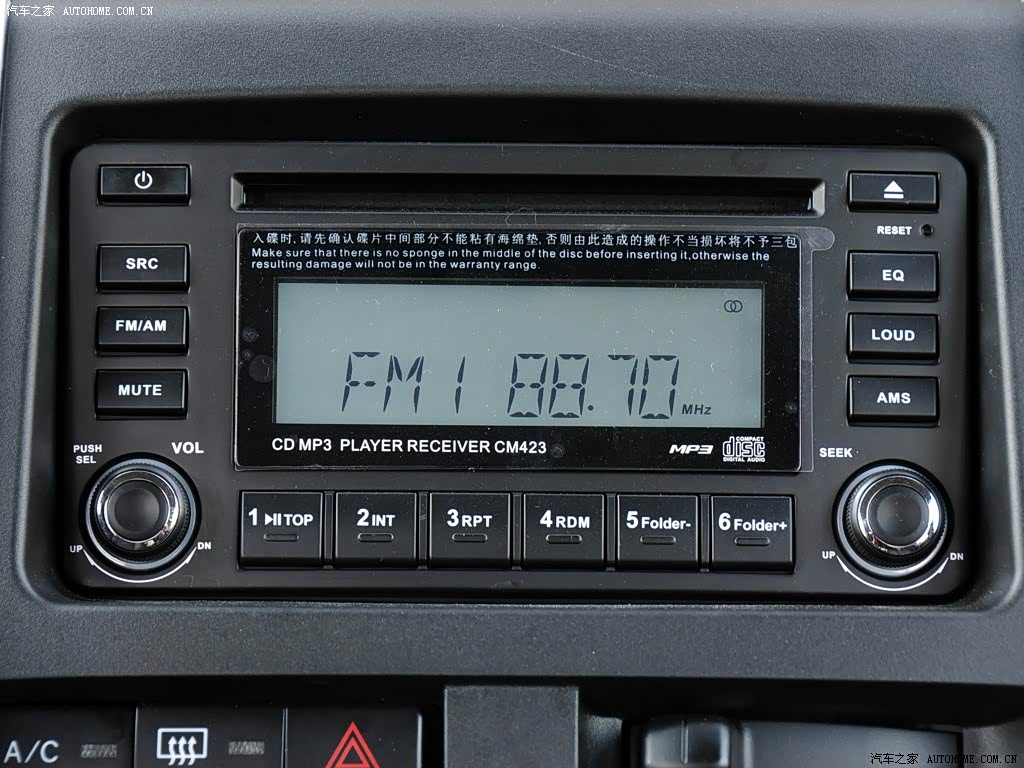 汽车之家 AUTOHOME.COM.CN
入碟时,请先确认碟片中间部分不能粘有海绵垫,否则由此造成的操作不当损坏将不予三包
Make sure that there is no sponge in the middle of the disc before inserting it,otherwise the
resulting damage will not be in the warranty range.
RESET
SRC
EQ
FM/AM
LOUD
MUTE
AMS
FM1 88.70 MHz
CD MP3 PLAYER RECEIVER CM423
MP3
COMPACT
disc
DIGITAL AUDIO
PUSH
SEL
VOL
SEEK
1 TOP
2 INT
3 RPT
4 RDM
5 Folder-
6 Folder+
UP
DN
UP
DN
A/C
汽车之家 AUTOHOME.COM.CN